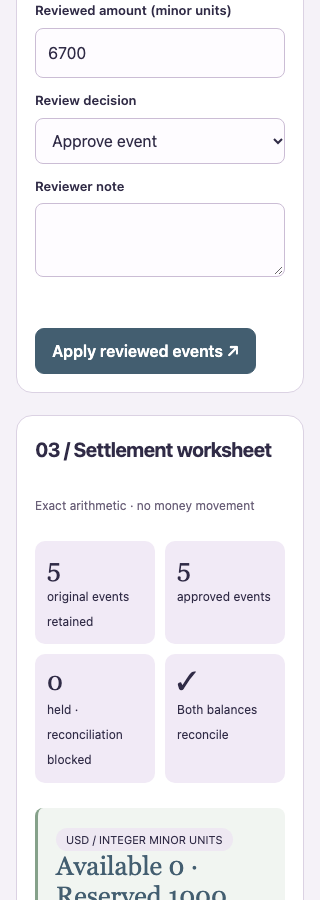 Reviewed amount (minor units)
6700
Review decision
Approve event
Reviewer note
Apply reviewed events ↗
03 / Settlement worksheet
Exact arithmetic · no money movement
5
original events
retained
5
approved events
0
held ·
reconciliation
blocked
✓
Both balances
reconcile
USD / INTEGER MINOR UNITS
Available 0 ·
Reserved 1000